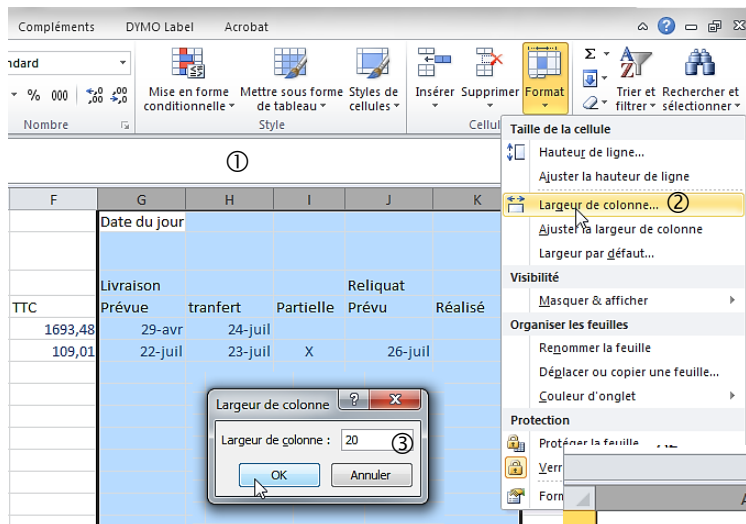 Compléments DYMO Label Acrobat
ndard
% 000 ,00 ,00
Mise en forme conditionnelle
Mettre sous forme de tableau
Styles de cellules
Insérer Supprimer Format
Σ
Trier et filtrer
Rechercher et sélectionner
Nombre Style Cellul
①
Taille de la cellule
Hauteur de ligne...
Ajuster la hauteur de ligne
Largeur de colonne... ②
Ajuster la largeur de colonne
Largeur par défaut...
Visibilité
Masquer & afficher
Organiser les feuilles
Renommer la feuille
Déplacer ou copier une feuille...
Couleur d'onglet
Protection
Protéger la feuille
Verr
Form
F G H I J K
Date du jour
Livraison Reliquat
TTC Prévue tranfert Partielle Prévu Réalisé
1693,48 29-avr 24-juil
109,01 22-juil 23-juil X 26-juil
Largeur de colonne
Largeur de colonne : 20 ③
OK Annuler